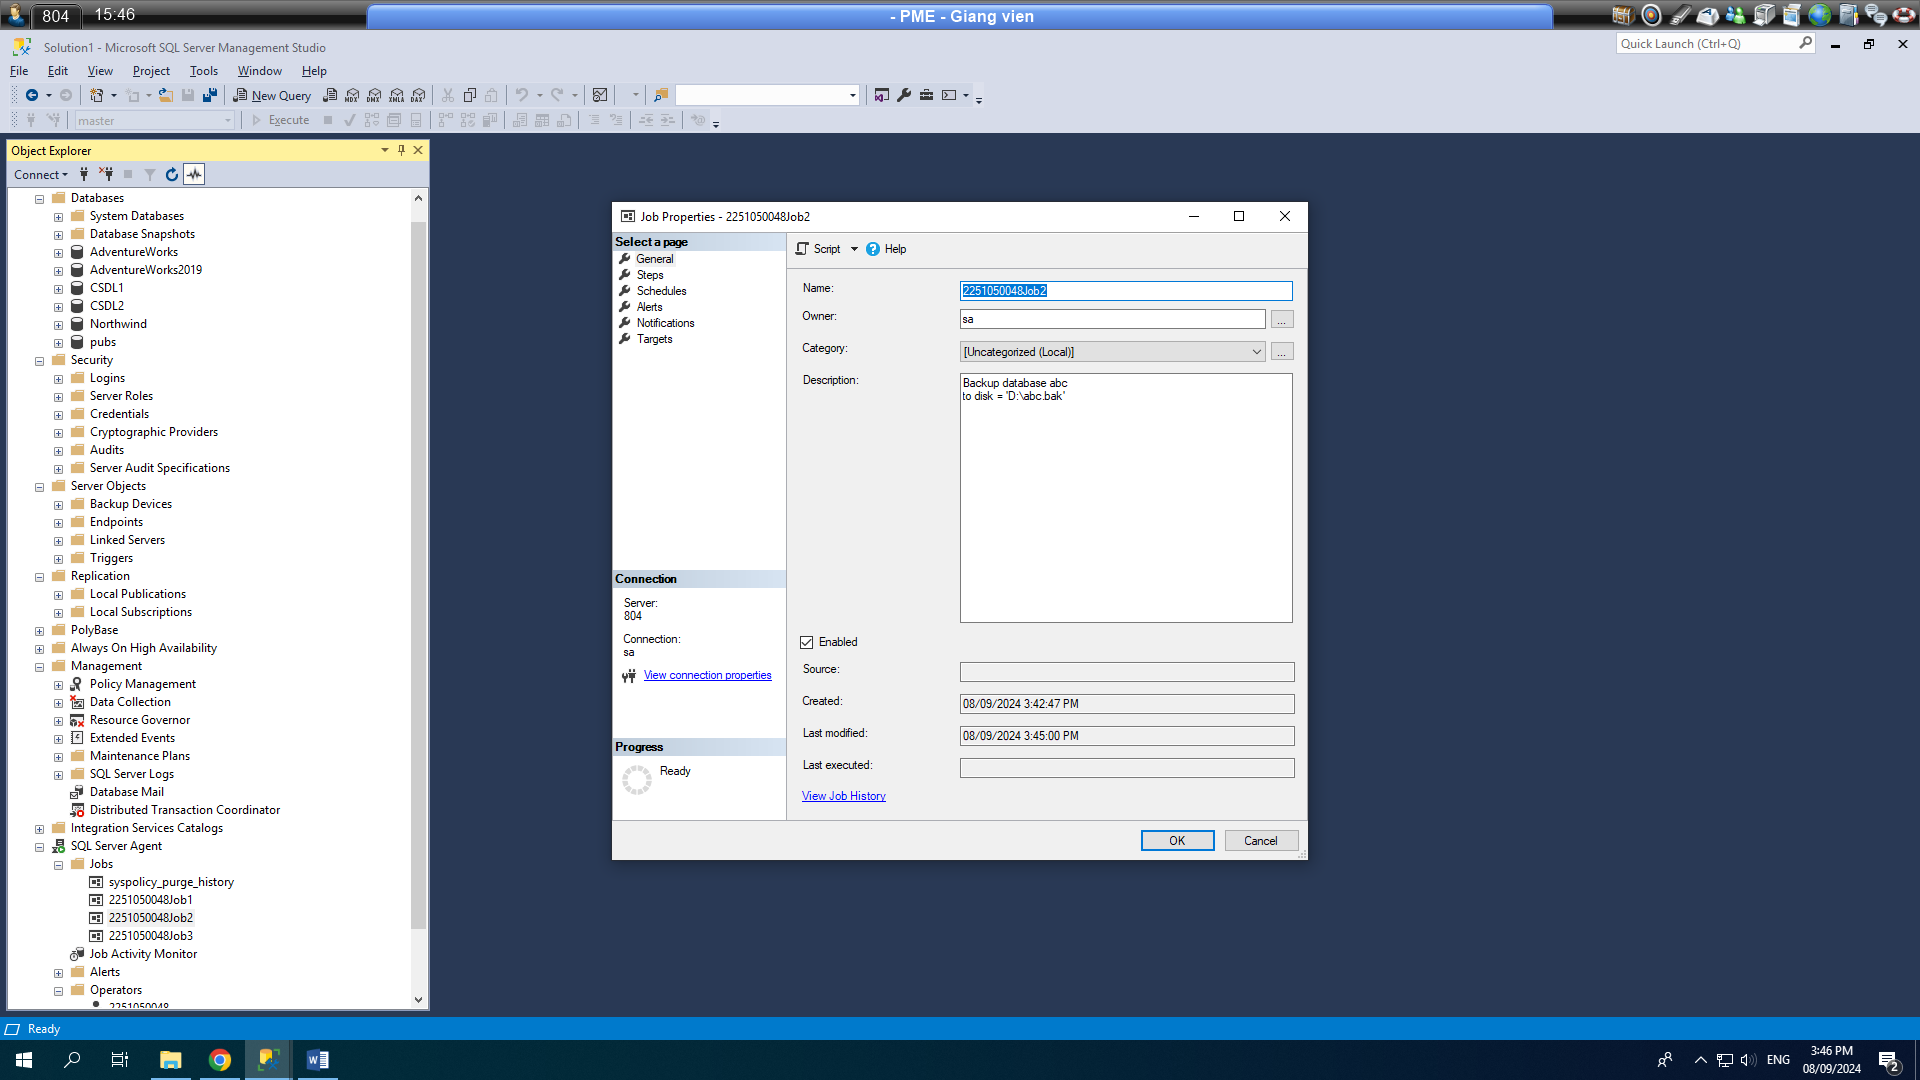 804
15:46
- PME - Giang vien
Solution1 - Microsoft SQL Server Management Studio
Quick Launch (Ctrl+Q)
File Edit View Project Tools Window Help
New Query
MDX DMX XMLA DAX
master
Execute
Object Explorer
Connect
Databases
System Databases
Database Snapshots
AdventureWorks
AdventureWorks2019
CSDL1
CSDL2
Northwind
pubs
Security
Logins
Server Roles
Credentials
Cryptographic Providers
Audits
Server Audit Specifications
Server Objects
Backup Devices
Endpoints
Linked Servers
Triggers
Replication
Local Publications
Local Subscriptions
PolyBase
Always On High Availability
Management
Policy Management
Data Collection
Resource Governor
Extended Events
Maintenance Plans
SQL Server Logs
Database Mail
Distributed Transaction Coordinator
Integration Services Catalogs
SQL Server Agent
Jobs
syspolicy_purge_history
2251050048Job1
2251050048Job2
2251050048Job3
Job Activity Monitor
Alerts
Operators
2251050048
Job Properties - 2251050048Job2
Select a page
General
Steps
Schedules
Alerts
Notifications
Targets
Connection
Server:
804
Connection:
sa
View connection properties
Progress
Ready
Script
Help
Name:
2251050048Job2
Owner:
sa
...
Category:
[Uncategorized (Local)]
...
Description:
Backup database abc
to disk = 'D:\abc.bak'
Enabled
Source:
Created:
08/09/2024 3:42:47 PM
Last modified:
08/09/2024 3:45:00 PM
Last executed:
View Job History
OK
Cancel
Ready
ENG
3:46 PM
08/09/2024
2